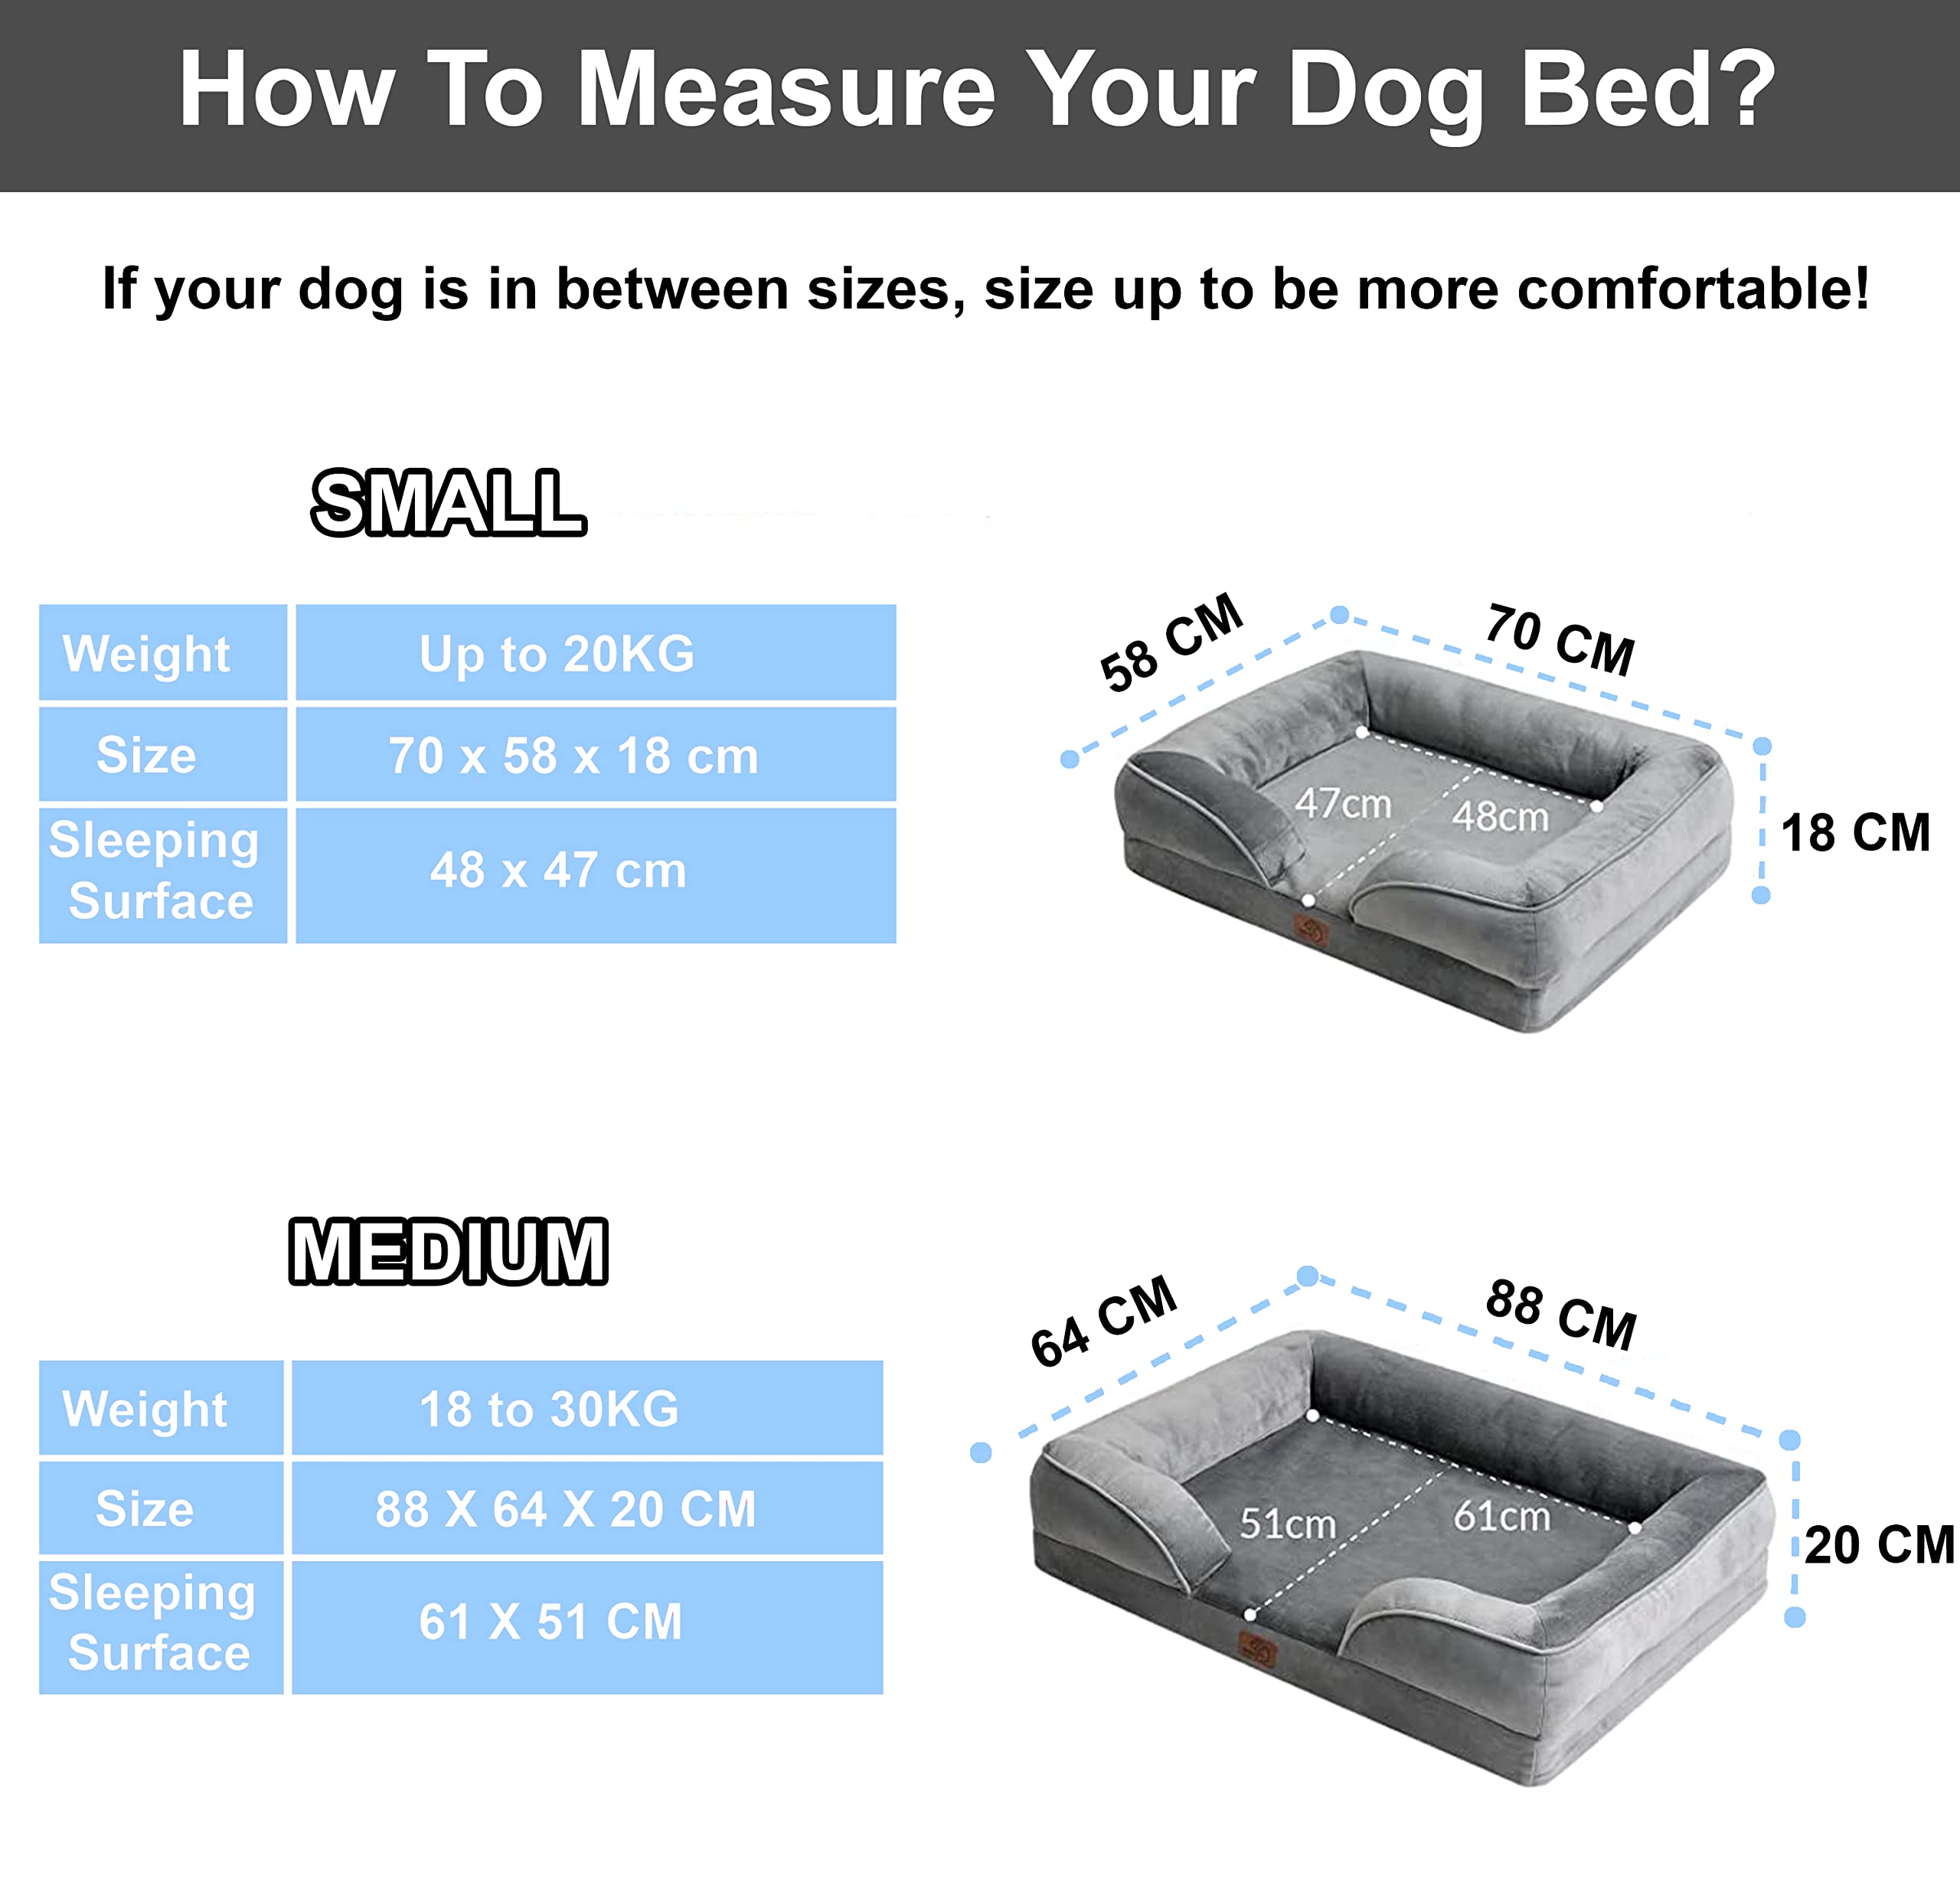 How To Measure Your Dog Bed?
If your dog is in between sizes, size up to be more comfortable!
SMALL
Weight Up to 20KG
Size 70 x 58 x 18 cm
Sleeping
Surface 48 x 47 cm
58 CM
70 CM
47cm
48cm
18 CM
MEDIUM
Weight 18 to 30KG
Size 88 X 64 X 20 CM
Sleeping
Surface 61 X 51 CM
64 CM
88 CM
51cm
61cm
20 CM